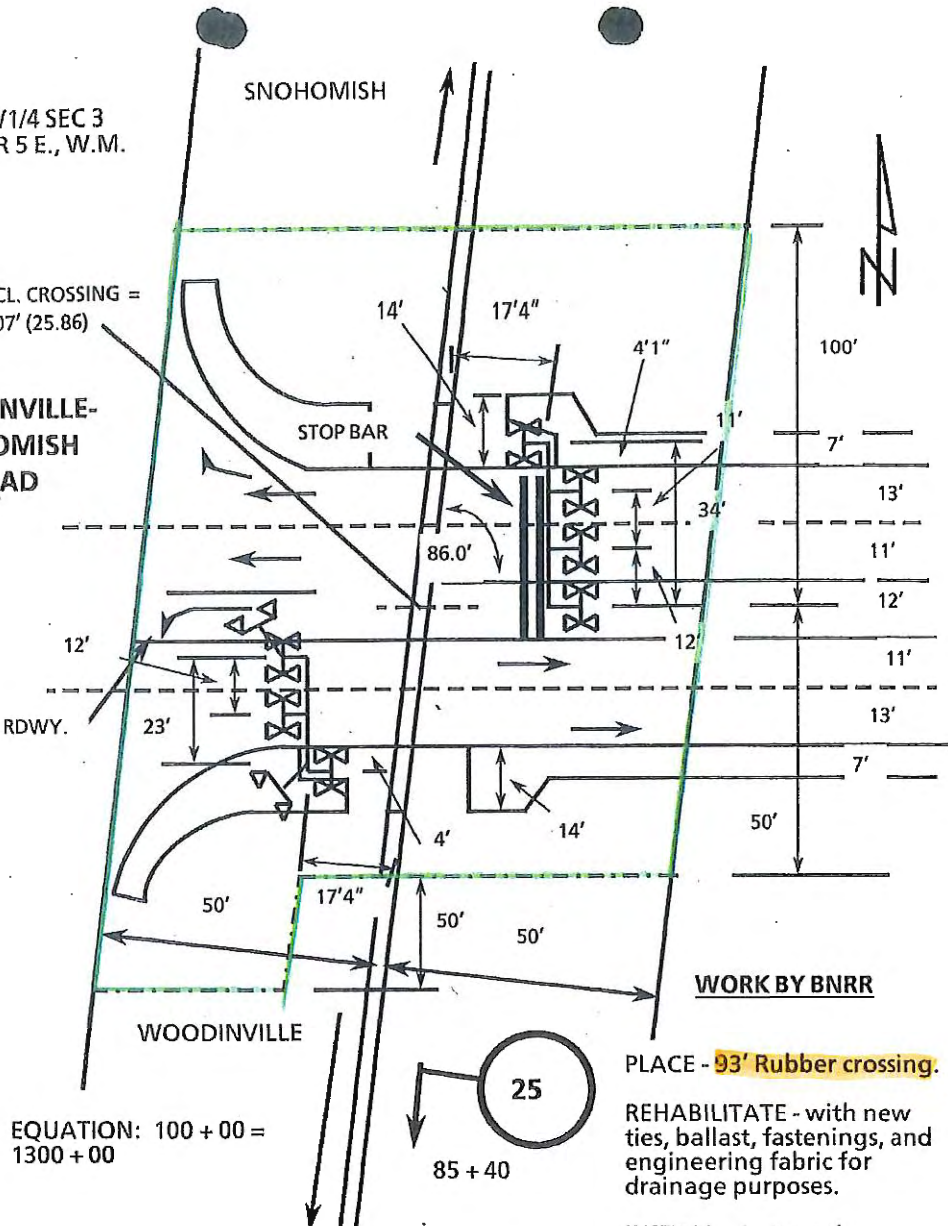 SNOHOMISH
/1/4 SEC 3
R 5 E., W.M.
N
CL. CROSSING =
07' (25.86)
14'
17'4"
4'1"
100'
NVILLE-
OMISH
AD
STOP BAR
11'
7'
13'
34'
86.0'
11'
12'
12'
12'
11'
RDWY.
23'
13'
7'
4'
14'
50'
50'
17'4"
50'
50'
WORK BY BNRR
WOODINVILLE
PLACE - 93' Rubber crossing.
25
REHABILITATE - with new
ties, ballast, fastenings, and
engineering fabric for
drainage purposes.
EQUATION: 100 + 00 =
1300 + 00
85 + 40